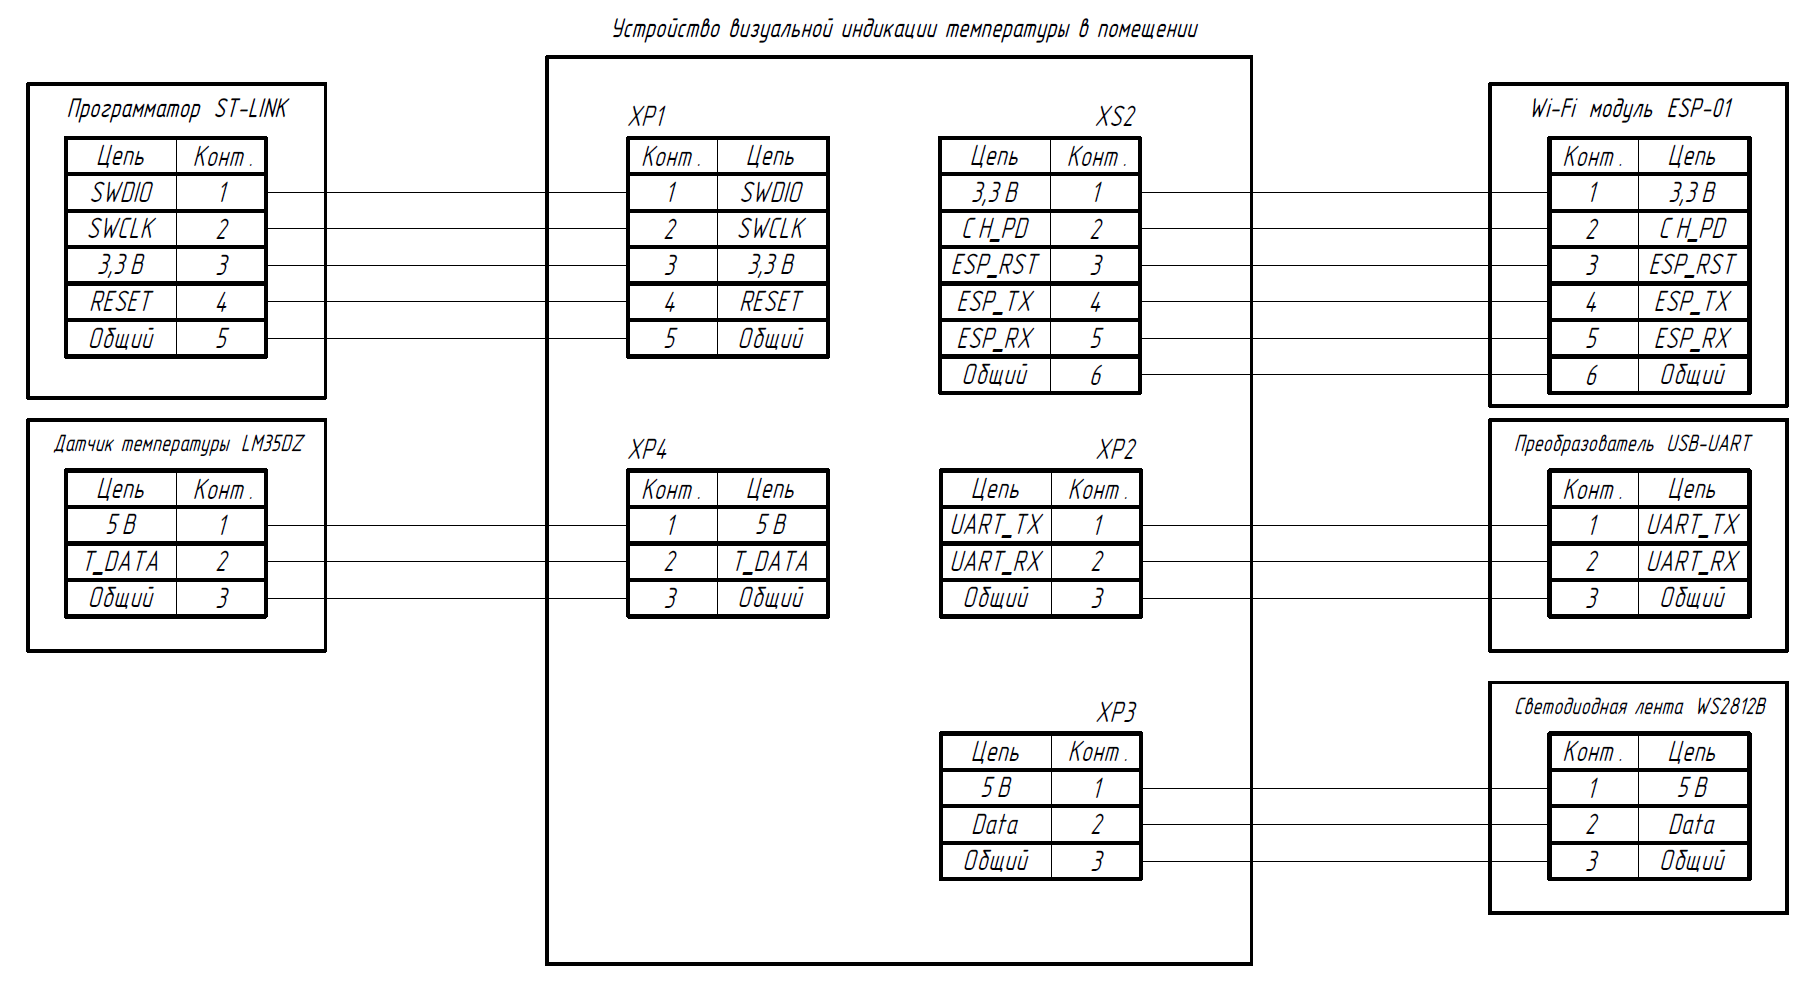 Устройство визуальной индикации температуры в помещении
Программатор ST-LINK
Цепь Конт.
SWDIO 1
SWCLK 2
3,3 В 3
RESET 4
Общий 5
XP1
Конт. Цепь
1 SWDIO
2 SWCLK
3 3,3 В
4 RESET
5 Общий
XS2
Цепь Конт.
3,3 В 1
CH_PD 2
ESP_RST 3
ESP_TX 4
ESP_RX 5
Общий 6
Wi-Fi модуль ESP-01
Конт. Цепь
1 3,3 В
2 CH_PD
3 ESP_RST
4 ESP_TX
5 ESP_RX
6 Общий
Датчик температуры LM35DZ
Цепь Конт.
5 В 1
T_DATA 2
Общий 3
XP4
Конт. Цепь
1 5 В
2 T_DATA
3 Общий
XP2
Цепь Конт.
UART_TX 1
UART_RX 2
Общий 3
Преобразователь USB-UART
Конт. Цепь
1 UART_TX
2 UART_RX
3 Общий
XP3
Цепь Конт.
5 В 1
Data 2
Общий 3
Светодиодная лента WS2812B
Конт. Цепь
1 5 В
2 Data
3 Общий